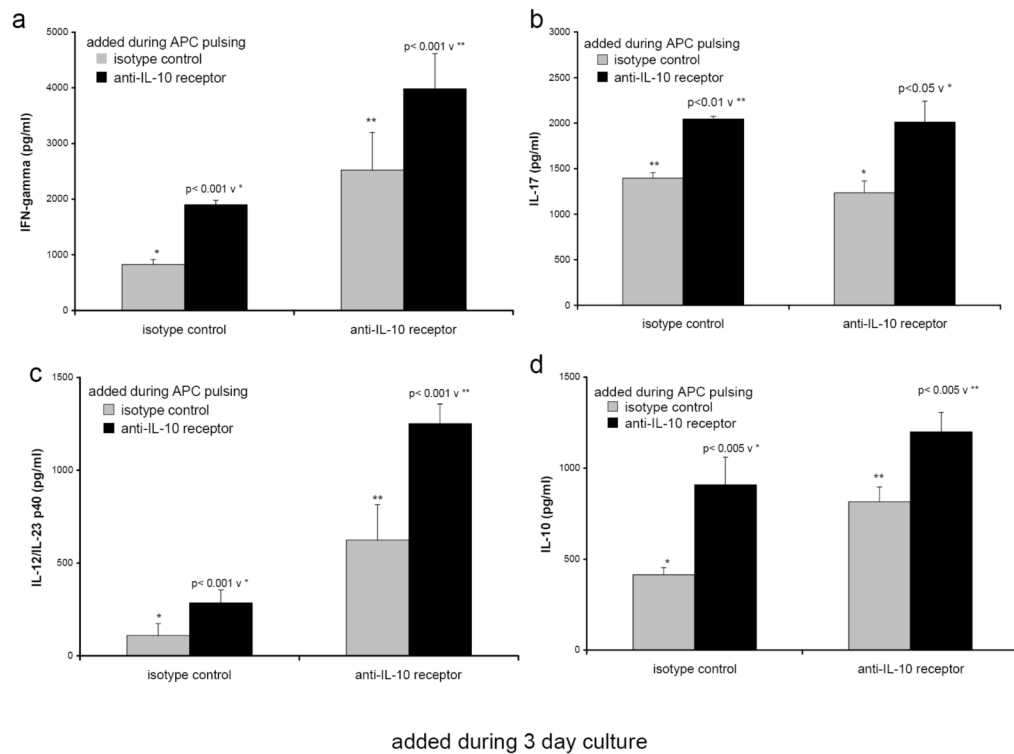 a
added during APC pulsing
isotype control
anti-IL-10 receptor
IFN-gamma (pg/ml)
5000
4000
3000
2000
1000
0
*
p< 0.001 v *
**
p< 0.001 v **
isotype control
anti-IL-10 receptor
b
added during APC pulsing
isotype control
anti-IL-10 receptor
IL-17 (pg/ml)
3000
2500
2000
1500
1000
500
0
**
p<0.01 v **
*
p<0.05 v *
isotype control
anti-IL-10 receptor
c
added during APC pulsing
isotype control
anti-IL-10 receptor
IL-12/IL-23 p40 (pg/ml)
1500
1000
500
0
*
p< 0.001 v *
**
p< 0.001 v **
isotype control
anti-IL-10 receptor
d
added during APC pulsing
isotype control
anti-IL-10 receptor
IL-10 (pg/ml)
1500
1000
500
0
*
p< 0.005 v *
**
p< 0.005 v **
isotype control
anti-IL-10 receptor
added during 3 day culture